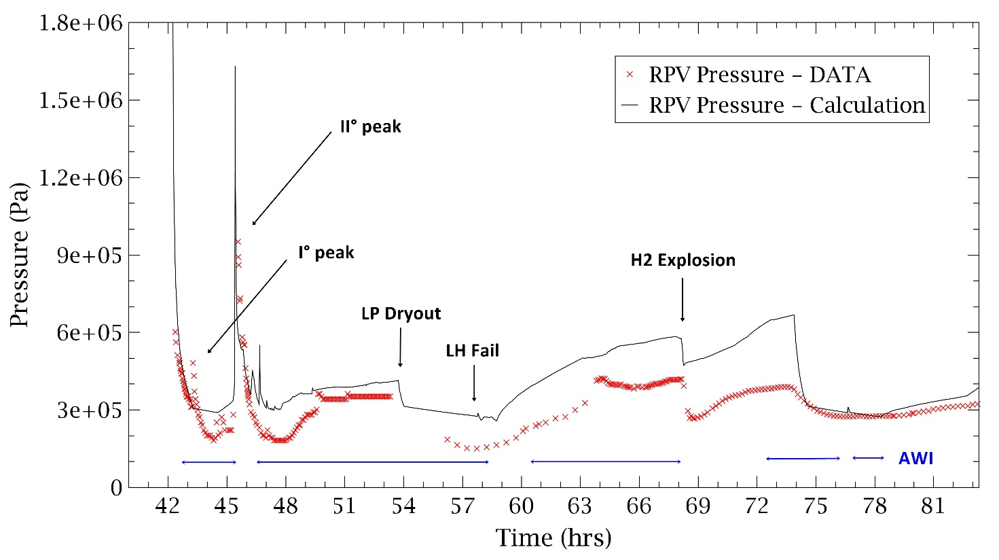 1.8e+06
1.5e+06
1.2e+06
9e+05
6e+05
3e+05
0
Pressure (Pa)
RPV Pressure – DATA
RPV Pressure – Calculation
II° peak
I° peak
H2 Explosion
LP Dryout
LH Fail
AWI
42 45 48 51 54 57 60 63 66 69 72 75 78 81
Time (hrs)